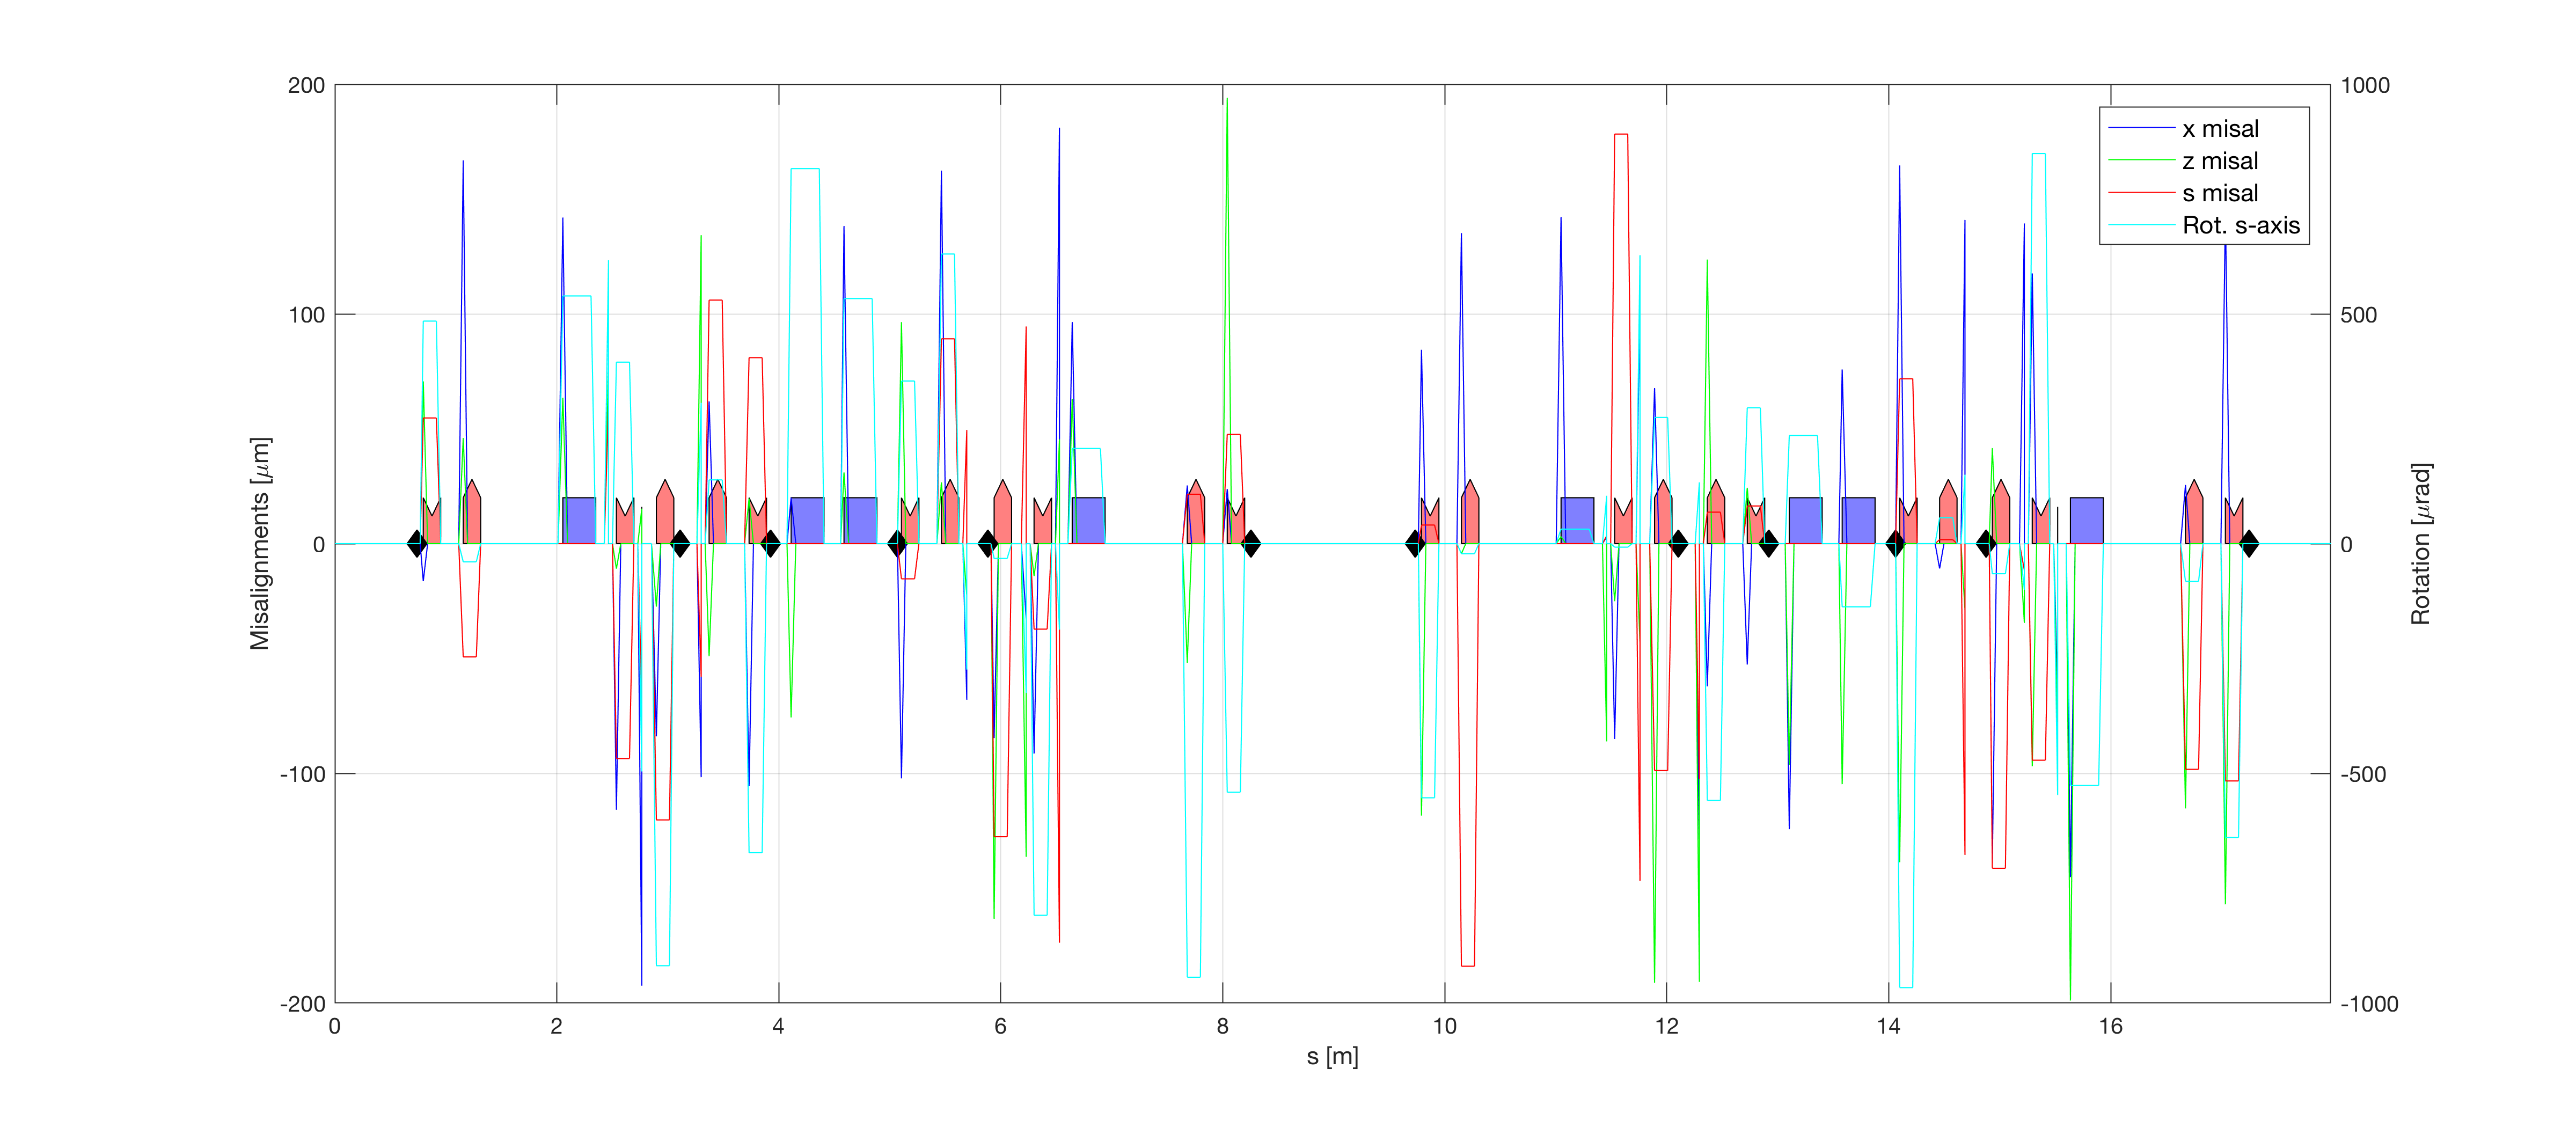 200
100
0
-100
-200
Misalignments [μm]
0
2
4
6
8
10
12
14
16
s [m]
1000
500
0
-500
-1000
Rotation [μrad]
x misal
z misal
s misal
Rot. s-axis